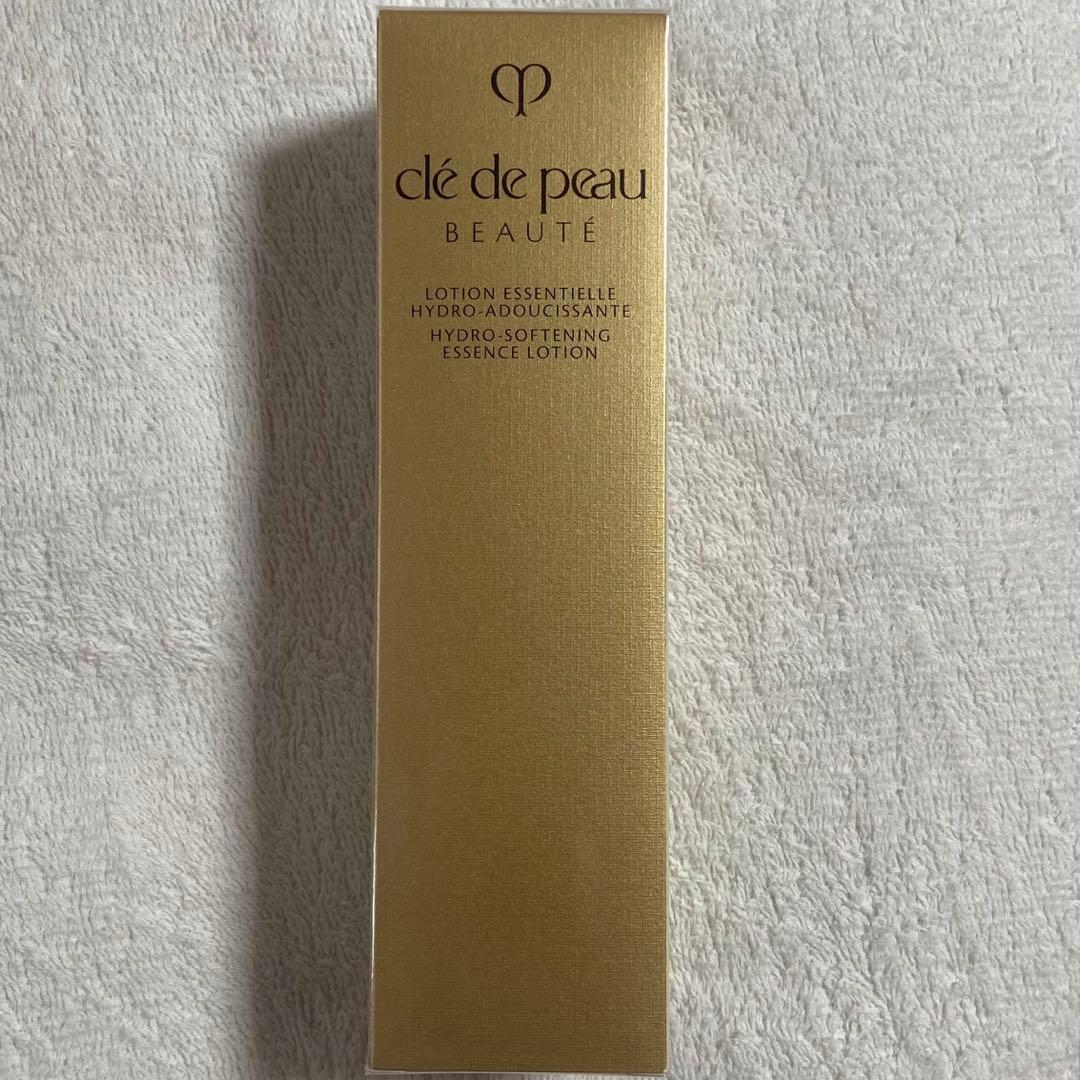 clé de peau
BEAUTÉ
LOTION ESSENTIELLE
HYDRO-ADOUCISSANTE
HYDRO-SOFTENING
ESSENCE LOTION